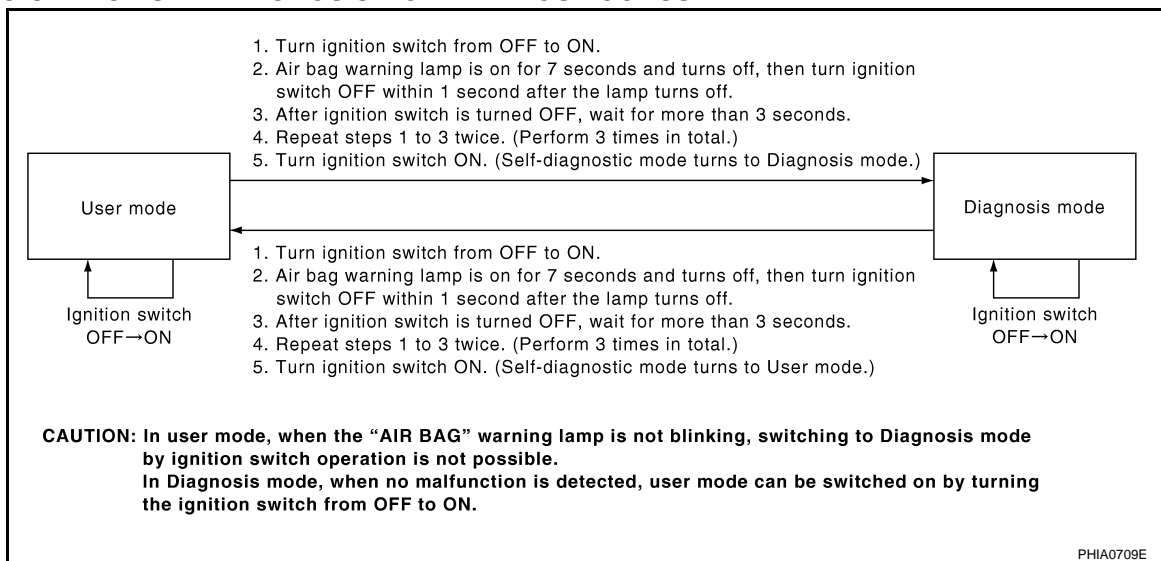 1. Turn ignition switch from OFF to ON.
2. Air bag warning lamp is on for 7 seconds and turns off, then turn ignition
switch OFF within 1 second after the lamp turns off.
3. After ignition switch is turned OFF, wait for more than 3 seconds.
4. Repeat steps 1 to 3 twice. (Perform 3 times in total.)
5. Turn ignition switch ON. (Self-diagnostic mode turns to Diagnosis mode.)
User mode
Diagnosis mode
1. Turn ignition switch from OFF to ON.
2. Air bag warning lamp is on for 7 seconds and turns off, then turn ignition
switch OFF within 1 second after the lamp turns off.
3. After ignition switch is turned OFF, wait for more than 3 seconds.
4. Repeat steps 1 to 3 twice. (Perform 3 times in total.)
5. Turn ignition switch ON. (Self-diagnostic mode turns to User mode.)
Ignition switch
OFF→ON
Ignition switch
OFF→ON
CAUTION: In user mode, when the “AIR BAG” warning lamp is not blinking, switching to Diagnosis mode
by ignition switch operation is not possible.
In Diagnosis mode, when no malfunction is detected, user mode can be switched on by turning
the ignition switch from OFF to ON.
PHIA0709E